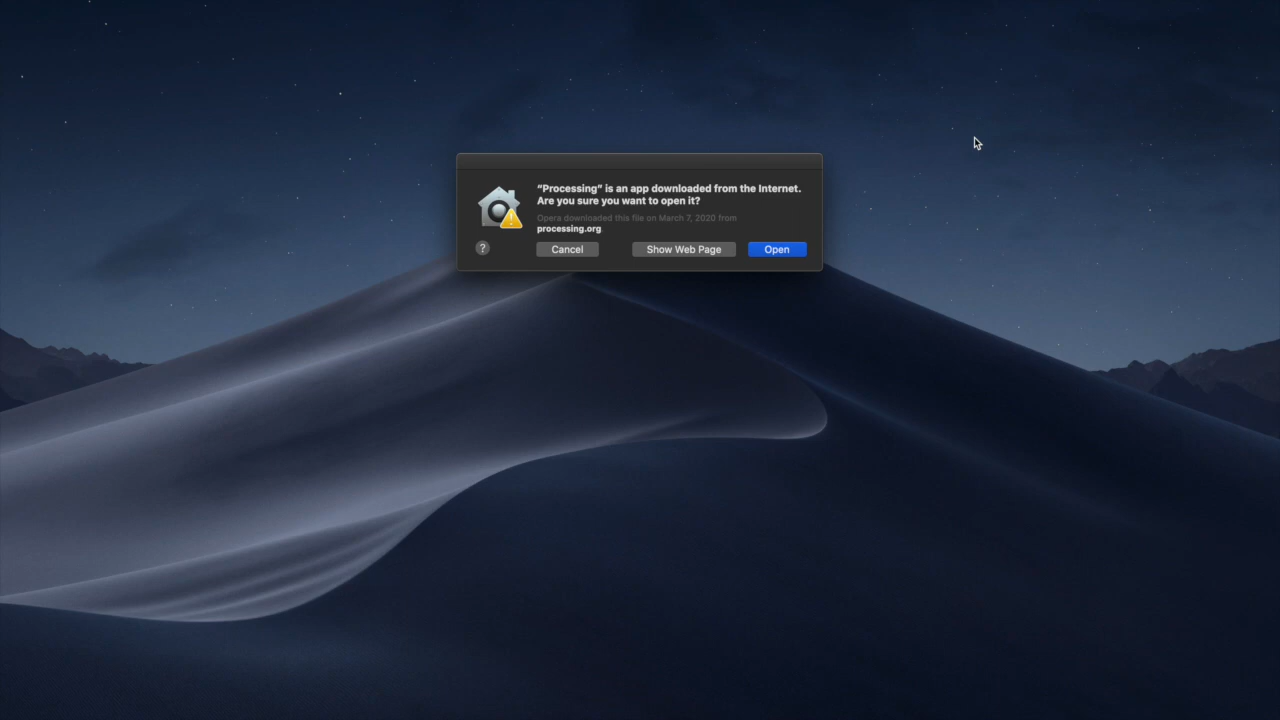 “Processing” is an app downloaded from the Internet.
Are you sure you want to open it?
Opera downloaded this file on March 7, 2020 from
processing.org.
?
Cancel
Show Web Page
Open